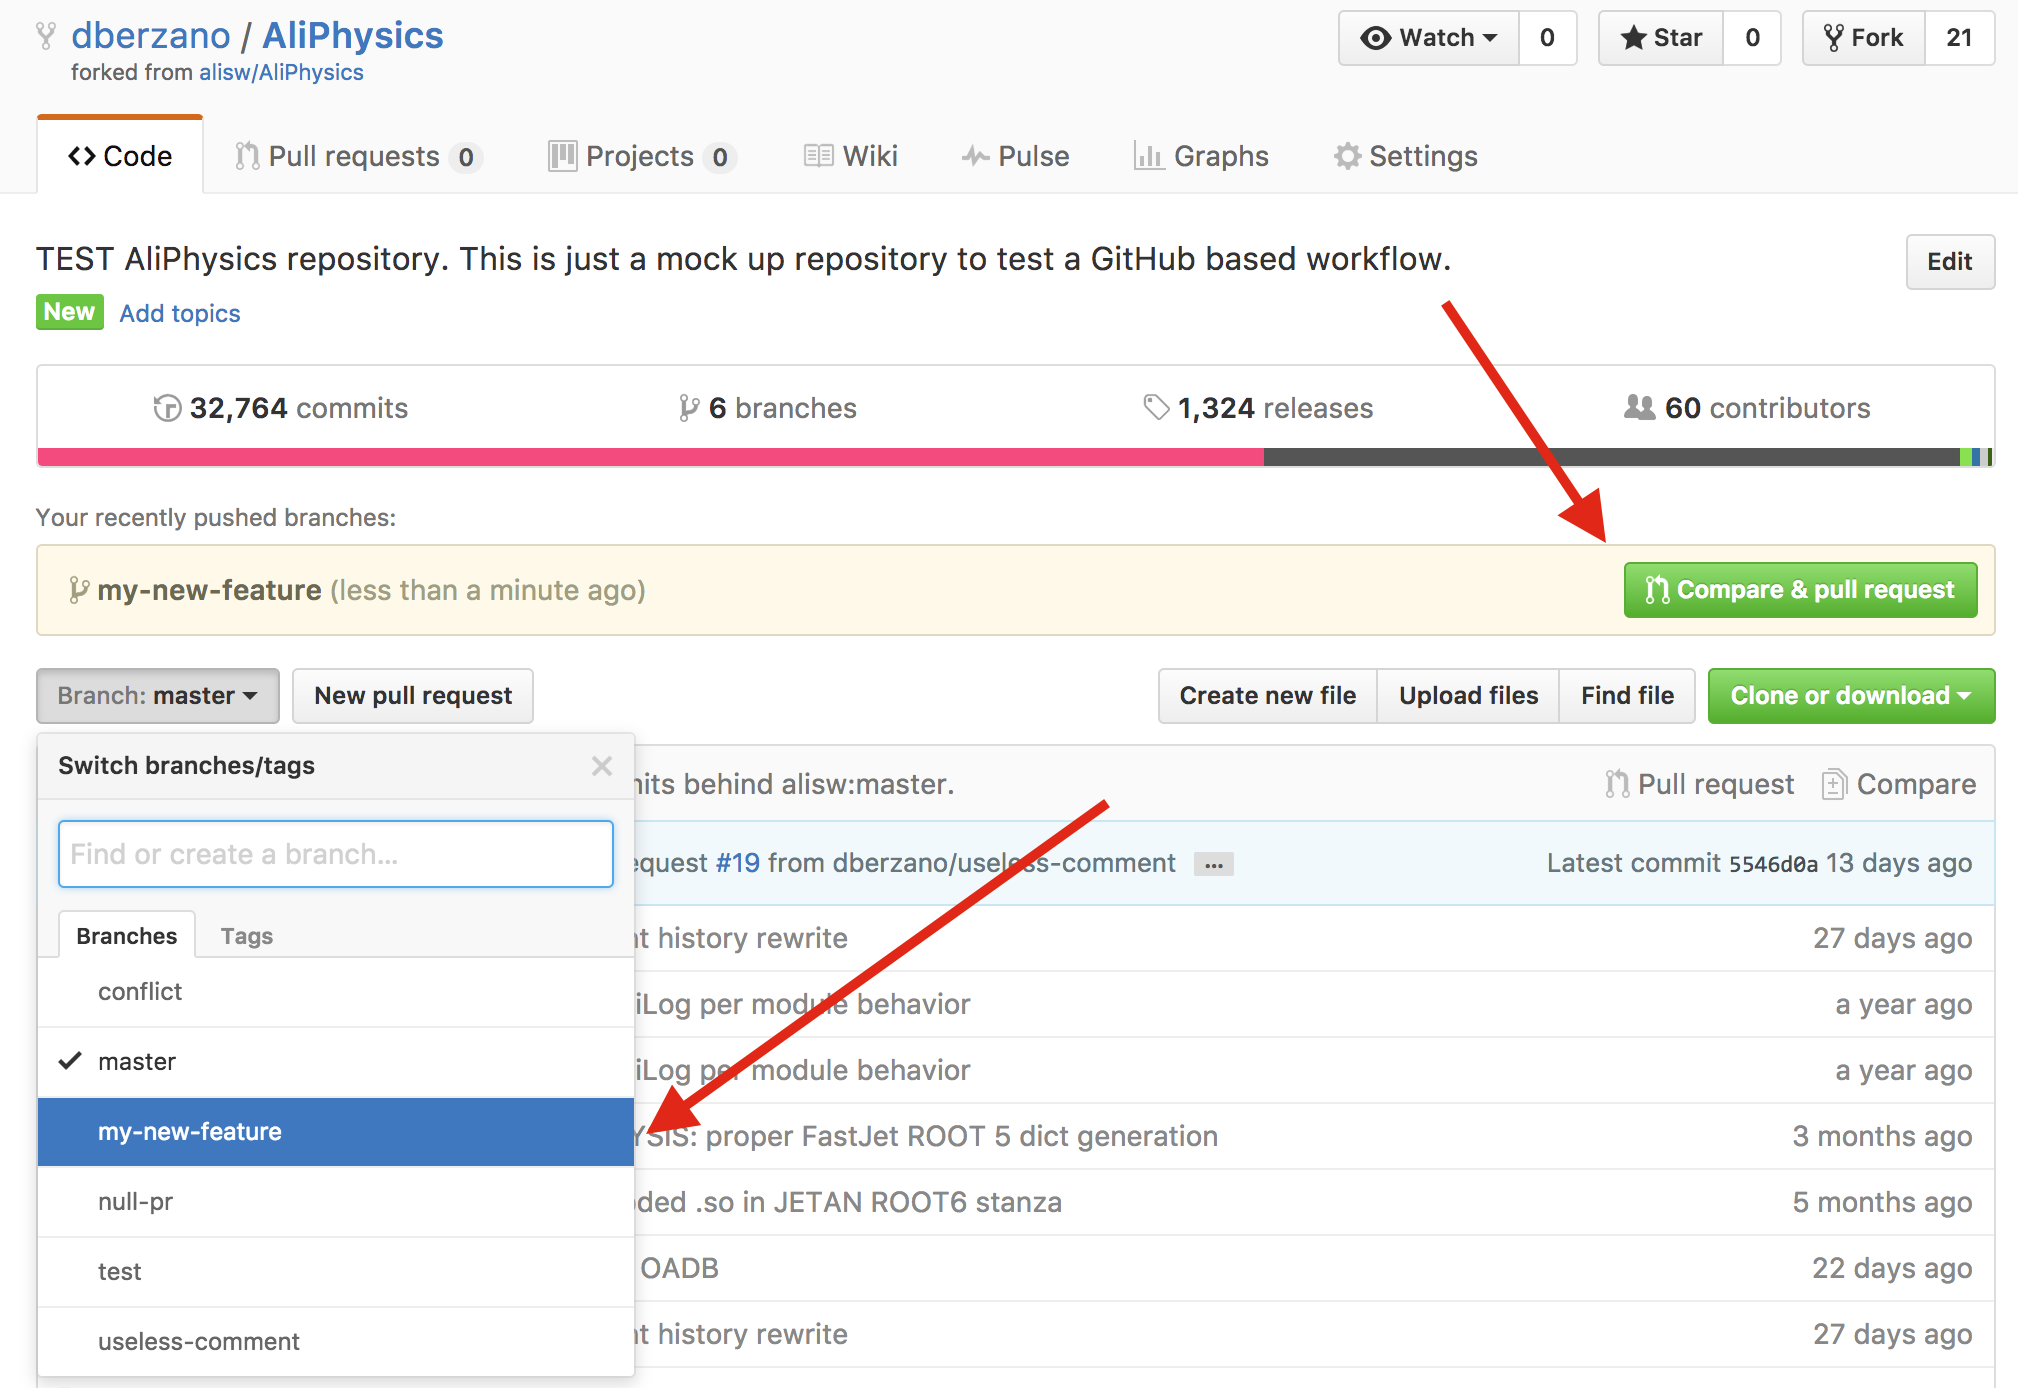 dberzano / AliPhysics
forked from alisw/AliPhysics
Watch 0 Star 0 Fork 21
Code Pull requests 0 Projects 0 Wiki Pulse Graphs Settings
TEST AliPhysics repository. This is just a mock up repository to test a GitHub based workflow.
Edit
New Add topics
32,764 commits 6 branches 1,324 releases 60 contributors
Your recently pushed branches:
my-new-feature (less than a minute ago) Compare & pull request
Branch: master New pull request Create new file Upload files Find file Clone or download
Switch branches/tags
behind alisw:master. Pull request Compare
Find or create a branch...
#19 from dberzano/useless-comment ... Latest commit 5546d0a 13 days ago
Branches Tags
history rewrite 27 days ago
conflict
per module behavior a year ago
master
per module behavior a year ago
my-new-feature
proper FastJet ROOT 5 dict generation 3 months ago
null-pr
.so in JETAN ROOT6 stanza 5 months ago
test
OADB 22 days ago
useless-comment
history rewrite 27 days ago